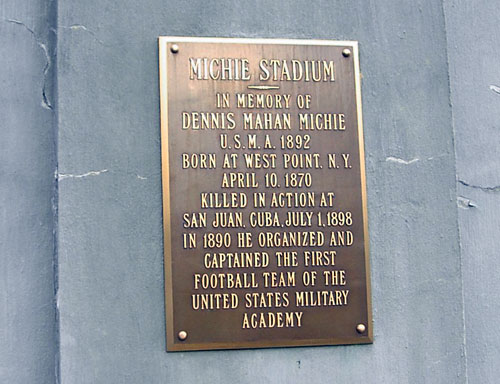 MICHIE STADIUM
IN MEMORY OF
DENNIS MAHAN MICHIE
U.S.M.A. 1892
BORN AT WEST POINT, N.Y.
APRIL 10, 1870
KILLED IN ACTION AT
SAN JUAN, CUBA, JULY 1, 1898
IN 1890 HE ORGANIZED AND
CAPTAINED THE FIRST
FOOTBALL TEAM OF THE
UNITED STATES MILITARY
ACADEMY